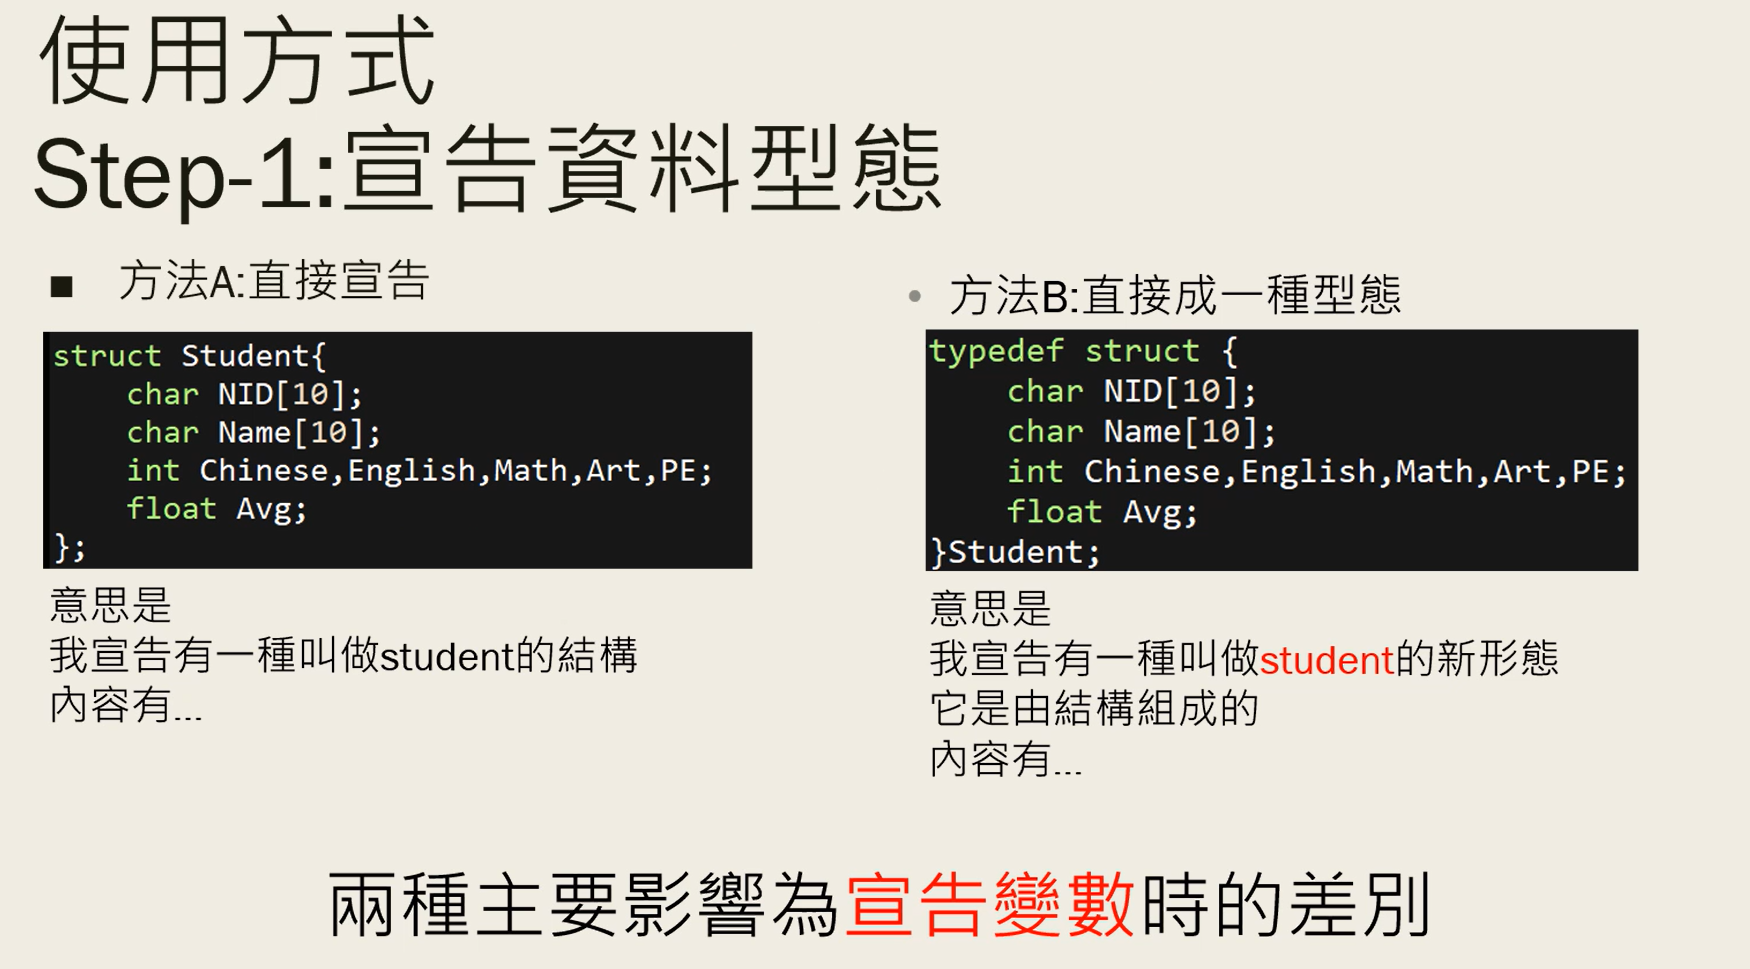 使用方式
Step-1:宣告資料型態
■ 方法A:直接宣告
struct Student{
    char NID[10];
    char Name[10];
    int Chinese,English,Math,Art,PE;
    float Avg;
};
意思是
我宣告有一種叫做student的結構
內容有...
• 方法B:直接成一種型態
typedef struct {
    char NID[10];
    char Name[10];
    int Chinese,English,Math,Art,PE;
    float Avg;
}Student;
意思是
我宣告有一種叫做student的新形態
它是由結構組成的
內容有...
兩種主要影響為宣告變數時的差別